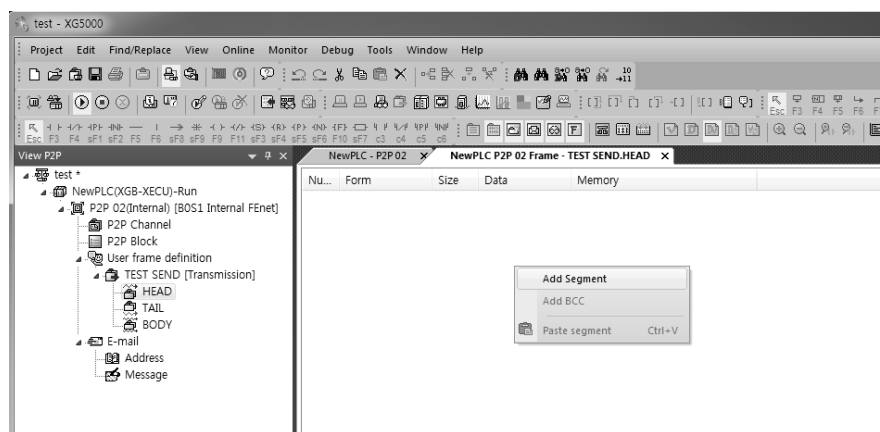 test - XG5000
Project Edit Find/Replace View Online Monitor Debug Tools Window Help
Esc F3 F4 F5 F6
Esc F3 F4 sF1 sF2 F5 F6 sF8 sF9 F9 F11 sF3 sF4 sF5 sF6 F10 sF7 c3 c4 c5 c6
View P2P
NewPLC - P2P 02 x NewPLC P2P 02 Frame - TEST SEND.HEAD x
Nu... Form Size Data Memory
test *
NewPLC(XGB-XECU)-Run
P2P 02(Internal) [B0S1 Internal FEnet]
P2P Channel
P2P Block
User frame definition
TEST SEND [Transmission]
HEAD
TAIL
BODY
E-mail
Address
Message
Add Segment
Add BCC
Paste segment Ctrl+V